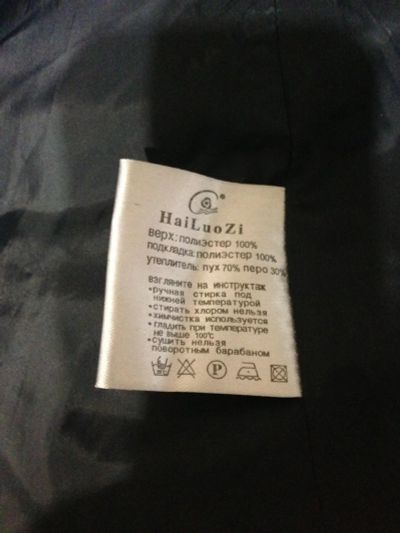 HaiLuoZi
верх: полиэстер 100%
подкладка: полиэстер 100%
утеплитель: пух 70% перо 30%
взгляните на инструктаж
•ручная стирка под
нижней температурой
•стирать хлором нельзя
•химчистка используется
•гладить при температуре
не выше 100℃
•сушить нельзя
поворотным барабаном
P